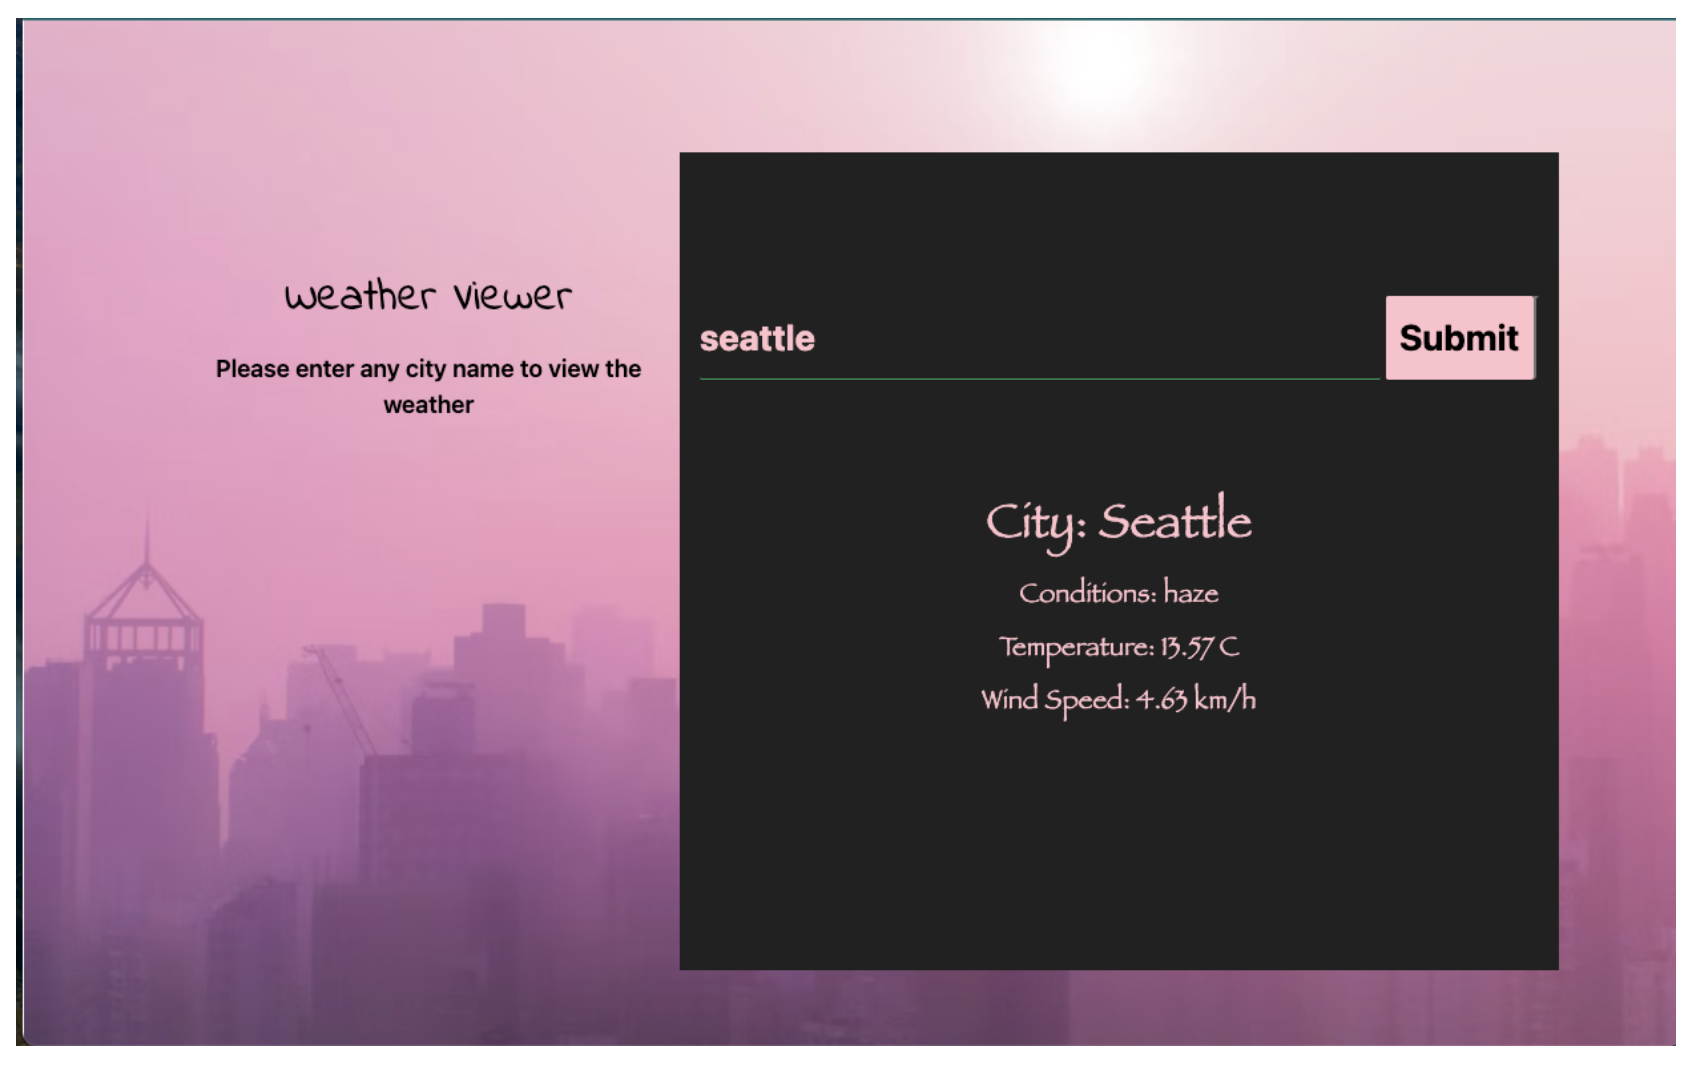 weather viewer
Please enter any city name to view the
weather
seattle
Submit
City: Seattle
Conditions: haze
Temperature: 13.57 C
Wind Speed: 4.63 km/h